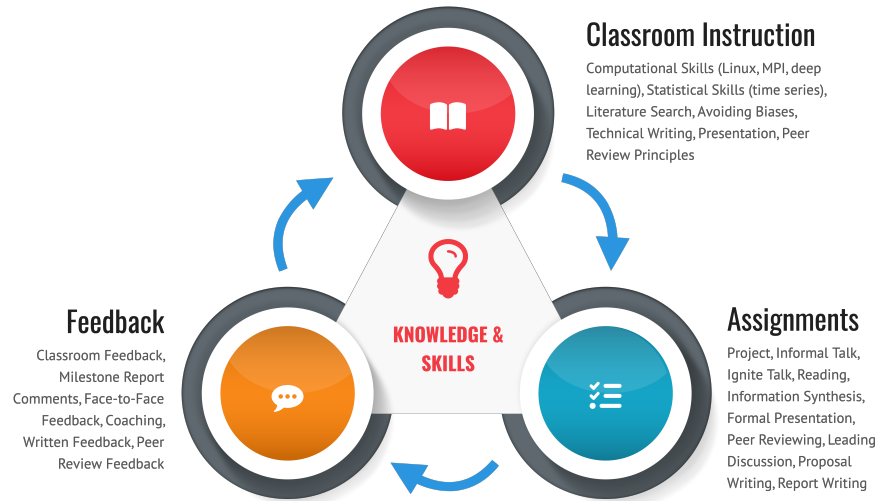 Classroom Instruction
Computational Skills (Linux, MPI, deep
learning), Statistical Skills (time series),
Literature Search, Avoiding Biases,
Technical Writing, Presentation, Peer
Review Principles
KNOWLEDGE &
SKILLS
Feedback
Classroom Feedback,
Milestone Report
Comments, Face-to-Face
Feedback, Coaching,
Written Feedback, Peer
Review Feedback
Assignments
Project, Informal Talk,
Ignite Talk, Reading,
Information Synthesis,
Formal Presentation,
Peer Reviewing, Leading
Discussion, Proposal
Writing, Report Writing